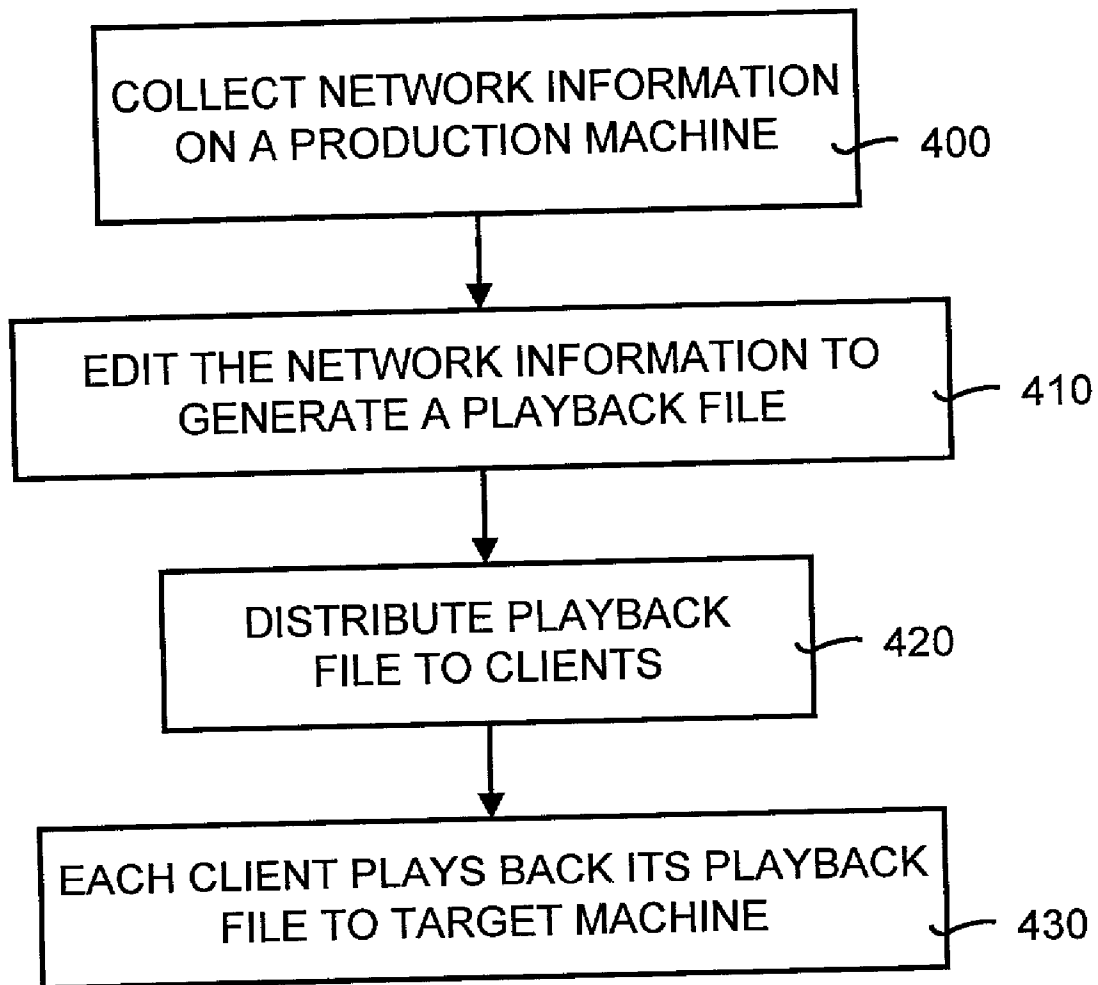 COLLECT NETWORK INFORMATION
ON A PRODUCTION MACHINE
400
EDIT THE NETWORK INFORMATION TO
GENERATE A PLAYBACK FILE
410
DISTRIBUTE PLAYBACK
FILE TO CLIENTS
420
EACH CLIENT PLAYS BACK ITS PLAYBACK
FILE TO TARGET MACHINE
430